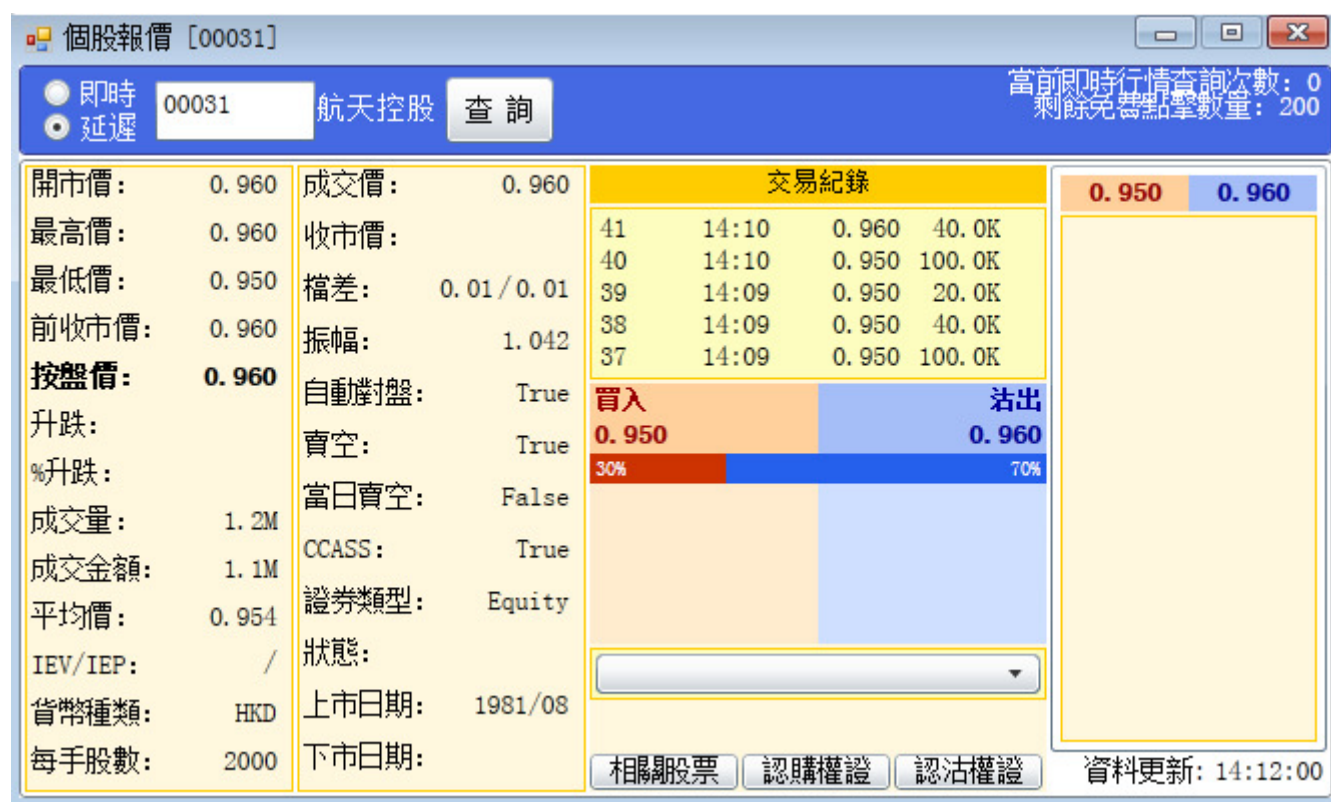 個股報價 [00031]
即時
延遲
00031 航天控股 查 詢
當前即時行情查詢次數: 0
剩餘免費點擊數量: 200
開市價: 0.960
最高價: 0.960
最低價: 0.950
前收市價: 0.960
按盤價: 0.960
升跌:
%升跌:
成交量: 1.2M
成交金額: 1.1M
平均價: 0.954
IEV/IEP: /
貨幣種類: HKD
每手股數: 2000
成交價: 0.960
收市價:
檔差: 0.01/0.01
振幅: 1.042
自動對盤: True
賣空: True
當日賣空: False
CCASS: True
證券類型: Equity
狀態:
上市日期: 1981/08
下市日期:
交易紀錄
41 14:10 0.960 40.0K
40 14:10 0.950 100.0K
39 14:09 0.950 20.0K
38 14:09 0.950 40.0K
37 14:09 0.950 100.0K
買入 沽出
0.950 0.960
30% 70%
相關股票 認購權證 認沽權證
0.950 0.960
資料更新: 14:12:00